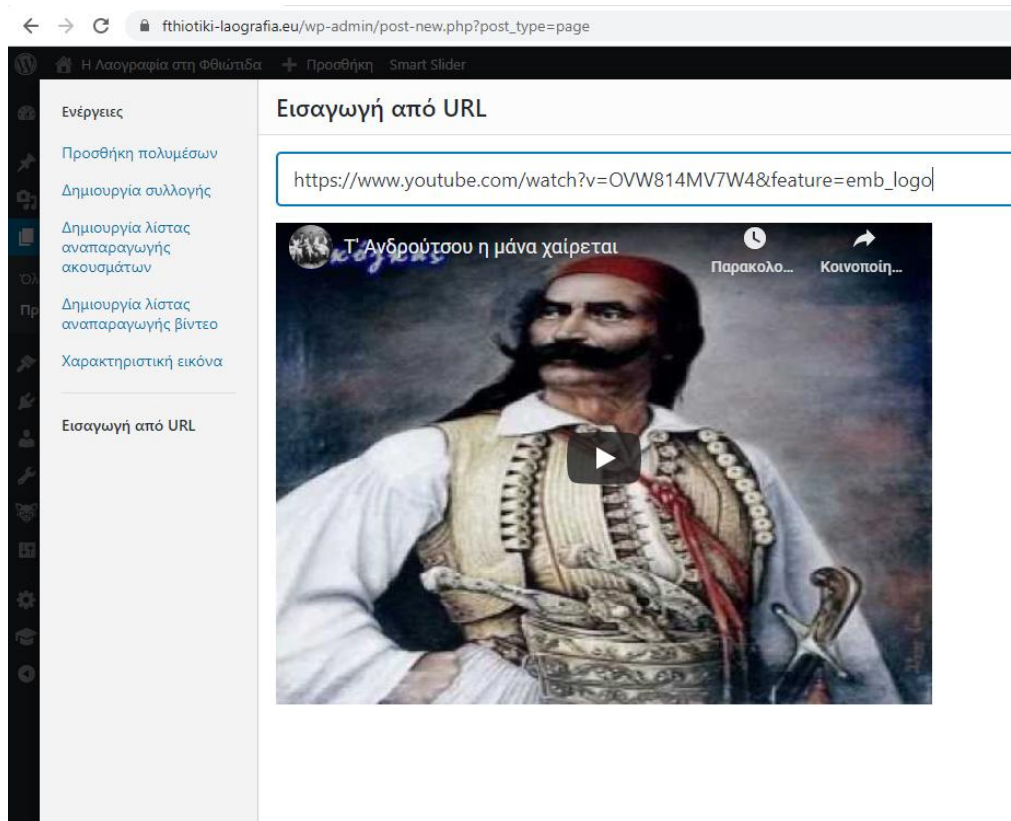 fthiotiki-laografia.eu/wp-admin/post-new.php?post_type=page
Η Λαογραφία στη Φθιώτιδα Προσθήκη Smart Slider
Ενέργειες
Προσθήκη πολυμέσων
Δημιουργία συλλογής
Δημιουργία λίστας
αναπαραγωγής
ακουσμάτων
Δημιουργία λίστας
αναπαραγωγής βίντεο
Χαρακτηριστική εικόνα
Εισαγωγή από URL
Εισαγωγή από URL
https://www.youtube.com/watch?v=OVW814MV7W4&feature=emb_logo
Τ' Ανδρούτσου η μάνα χαίρεται
Παρακολο...
Κοινοποίη...
Όλ
Πρ